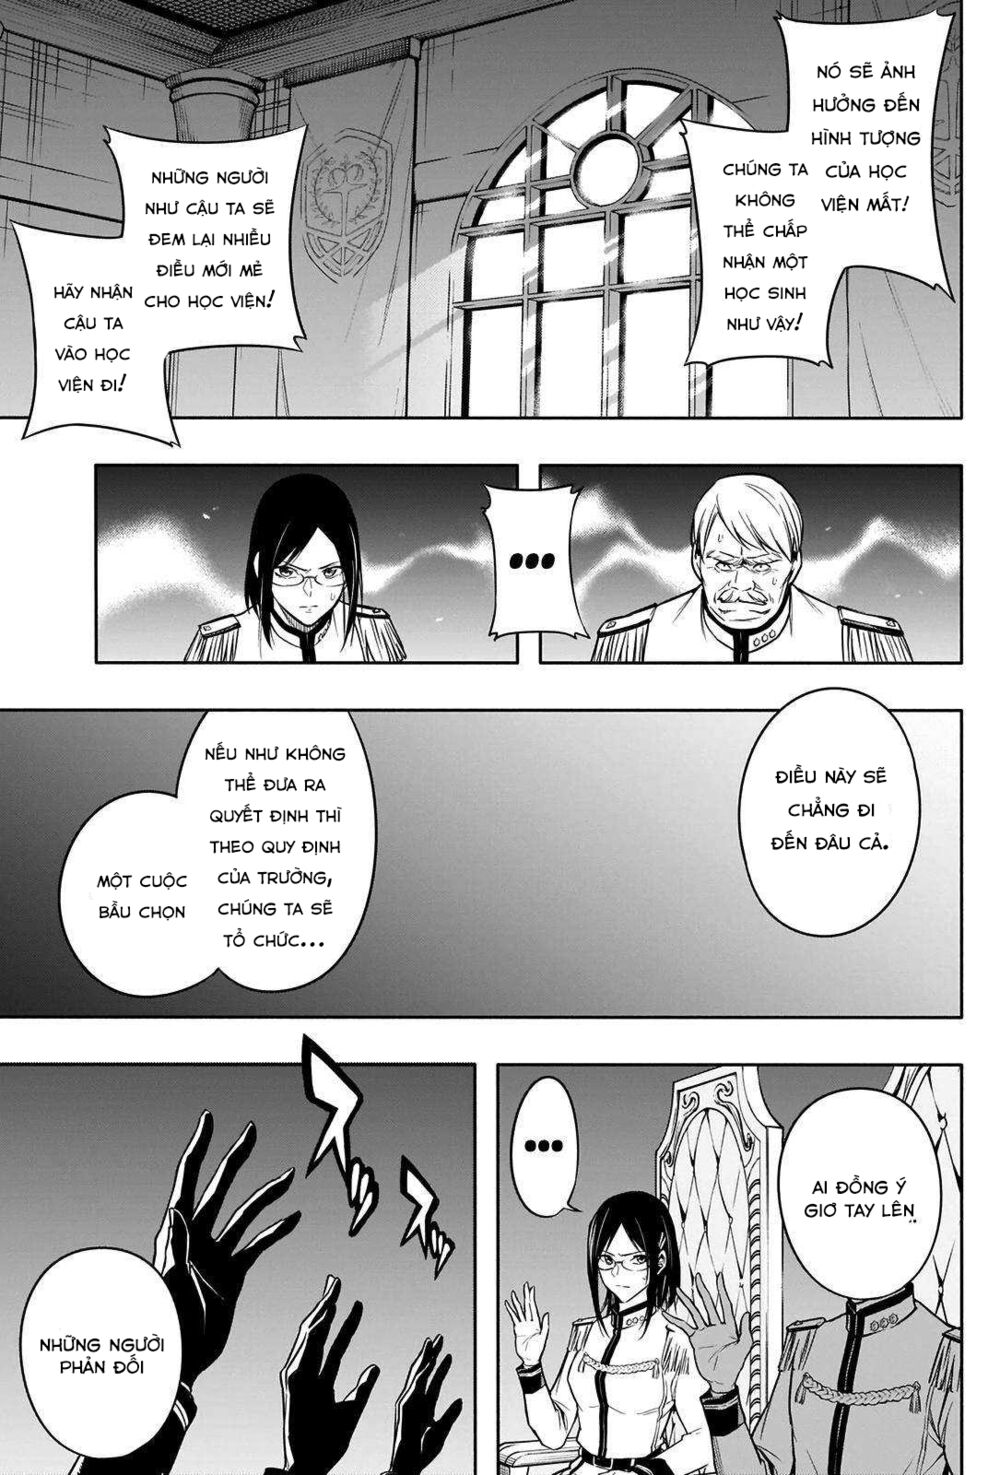 NÓ SẼ ẢNH
HƯỞNG ĐẾN
HÌNH TƯỢNG
CỦA HỌC
VIỆN MẤT!
CHÚNG TA
KHÔNG
THỂ CHẤP
NHẬN MỘT
HỌC SINH
NHƯ VẬY!
NHỮNG NGƯỜI
NHƯ CẬU TA SẼ
ĐEM LẠI NHIỀU
ĐIỀU MỚI MẺ
CHO HỌC VIỆN!
HÃY NHẬN
CẬU TA
VÀO HỌC
VIỆN ĐI!
...
ĐIỀU NÀY SẼ
CHẲNG ĐI
ĐẾN ĐÂU CẢ.
NẾU NHƯ KHÔNG
THỂ ĐƯA RA
QUYẾT ĐỊNH THÌ
THEO QUY ĐỊNH
CỦA TRƯỜNG,
CHÚNG TA SẼ
TỔ CHỨC...
MỘT CUỘC
BẦU CHỌN
AI ĐỒNG Ý
GIƠ TAY LÊN
...
NHỮNG NGƯỜI
PHẢN ĐỐI